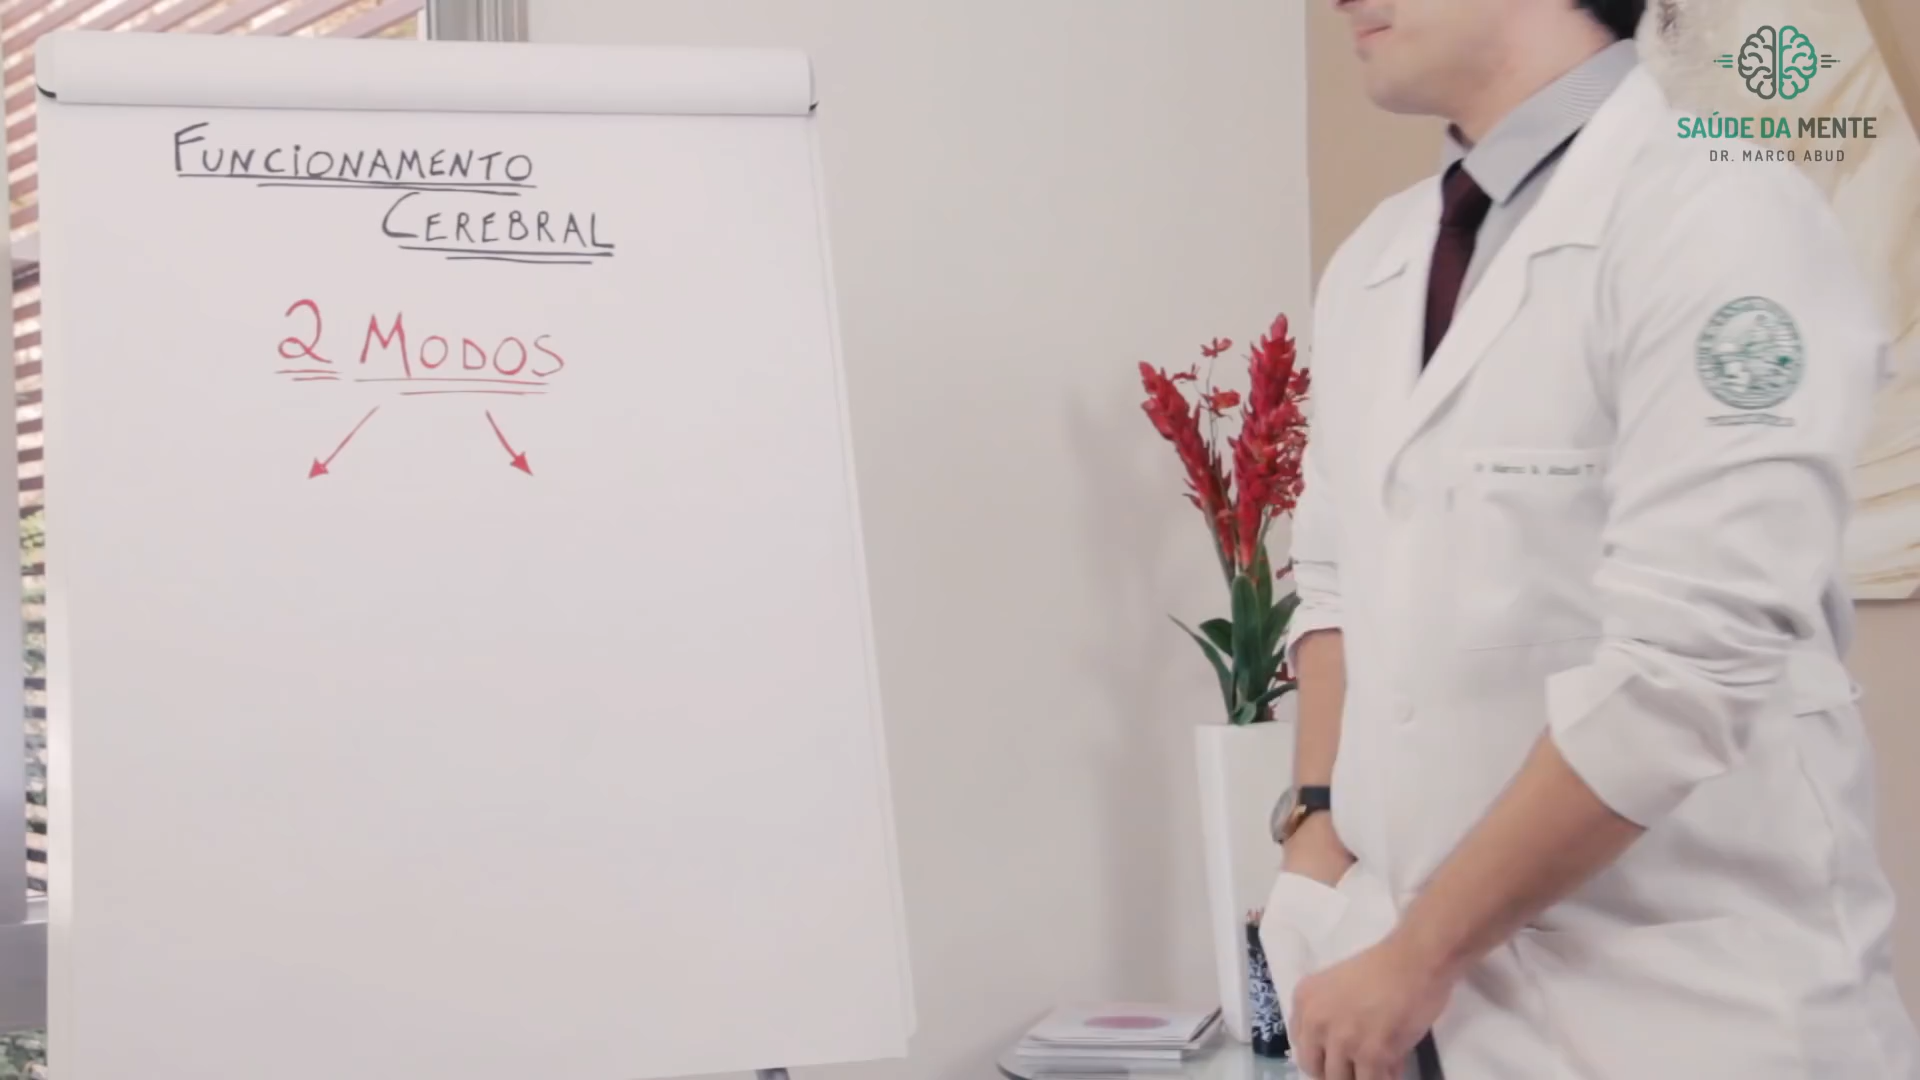 FUNCIONAMENTO
CEREBRAL
2 MODOS
SAÚDE DA MENTE
DR. MARCO ABUD